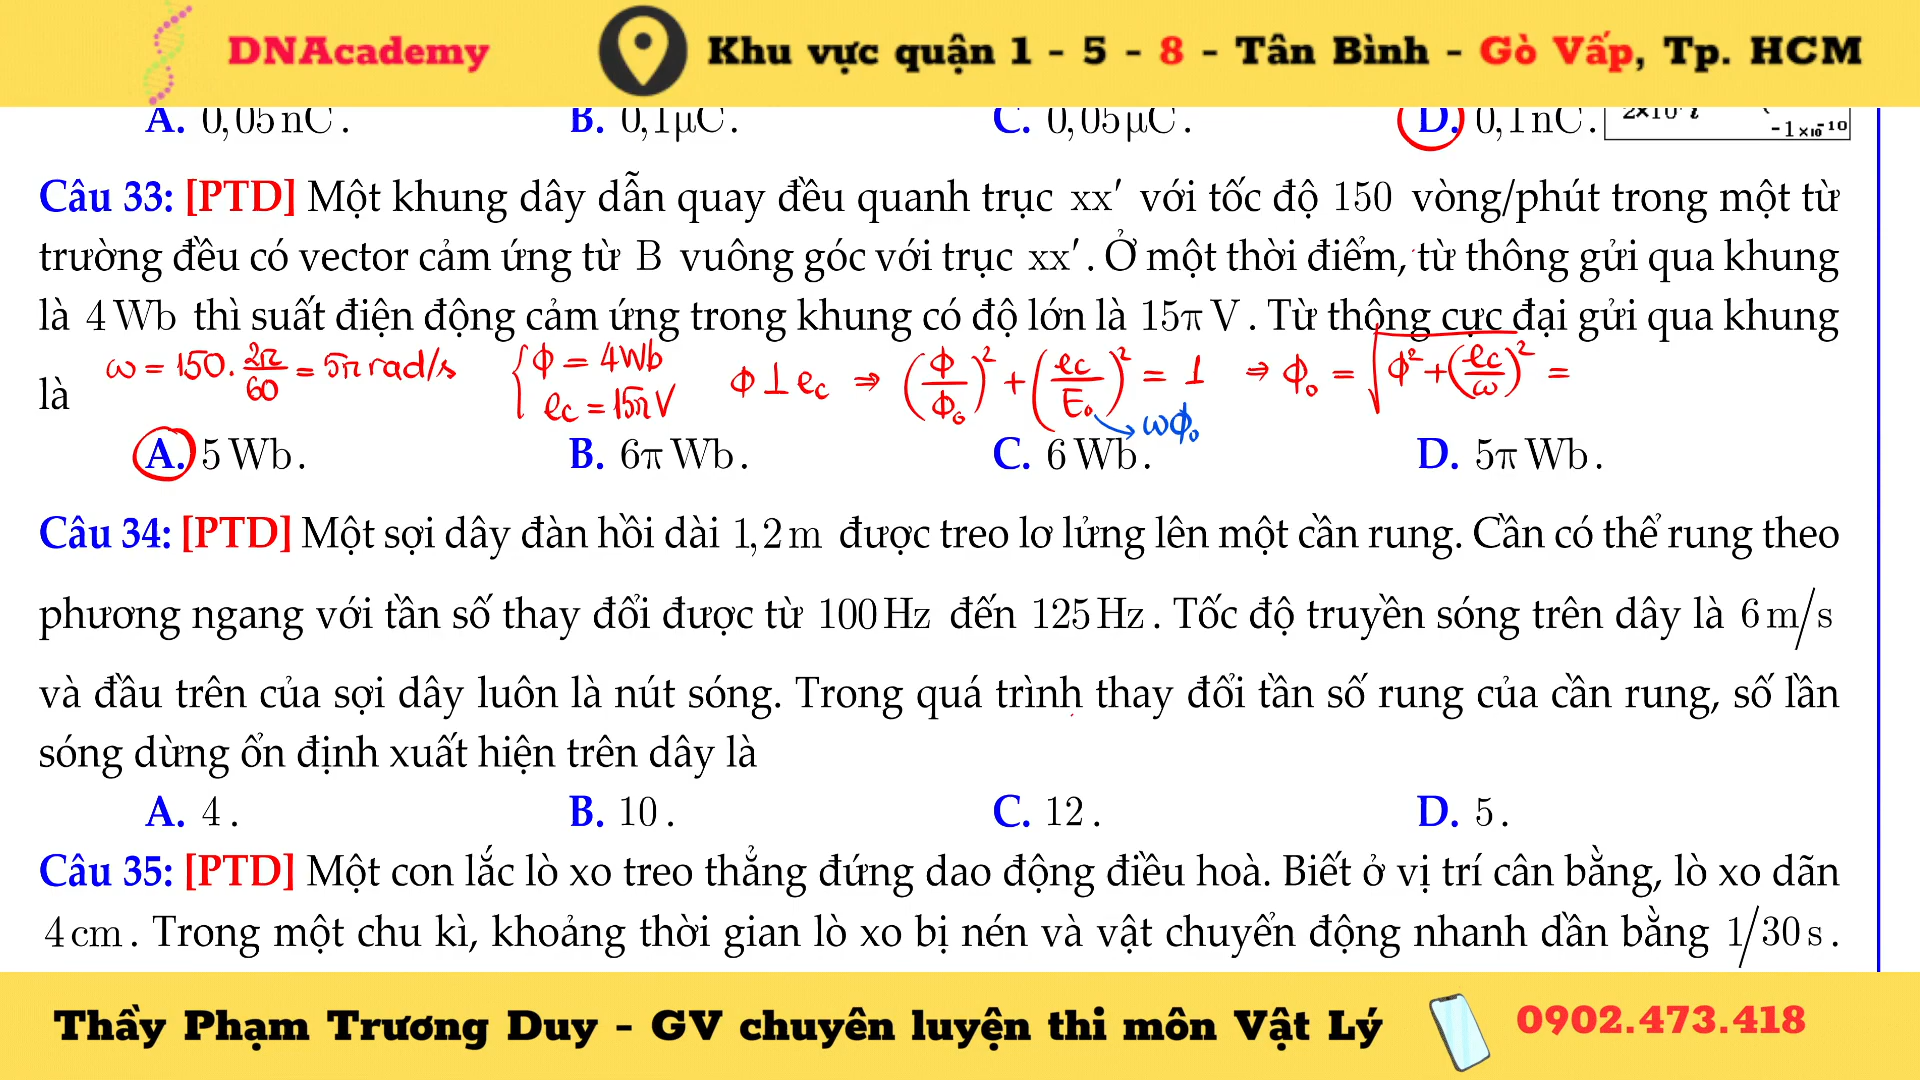 DNAcademy Khu vực quận 1 - 5 - 8 - Tân Bình - Gò Vấp, Tp. HCM
A. 0,05 nC. B. 0,1μC. C. 0,05μC. D. 0,1 nC.
-1×10⁻¹⁰
Câu 33: [PTD] Một khung dây dẫn quay đều quanh trục xx′ với tốc độ 150 vòng/phút trong một từ
trường đều có vector cảm ứng từ B vuông góc với trục xx′. Ở một thời điểm, từ thông gửi qua khung
là 4 Wb thì suất điện động cảm ứng trong khung có độ lớn là 15π V. Từ thông cực đại gửi qua khung
là ω = 150. 2π/60 = 5π rad/s { ϕ = 4Wb e_c = 15π V ϕ ⊥ e_c ⇒ (ϕ/ϕ₀)² + (e_c/E₀)² = 1 ⇒ ϕ₀ = √(ϕ² + (e_c/ω)²) =
ωϕ₀
A. 5 Wb. B. 6π Wb. C. 6 Wb. D. 5π Wb.
Câu 34: [PTD] Một sợi dây đàn hồi dài 1,2 m được treo lơ lửng lên một cần rung. Cần có thể rung theo
phương ngang với tần số thay đổi được từ 100 Hz đến 125 Hz. Tốc độ truyền sóng trên dây là 6 m/s
và đầu trên của sợi dây luôn là nút sóng. Trong quá trình thay đổi tần số rung của cần rung, số lần
sóng dừng ổn định xuất hiện trên dây là
A. 4. B. 10. C. 12. D. 5.
Câu 35: [PTD] Một con lắc lò xo treo thẳng đứng dao động điều hoà. Biết ở vị trí cân bằng, lò xo dãn
4 cm. Trong một chu kì, khoảng thời gian lò xo bị nén và vật chuyển động nhanh dần bằng 1/30 s.
Thầy Phạm Trương Duy - GV chuyên luyện thi môn Vật Lý 0902.473.418